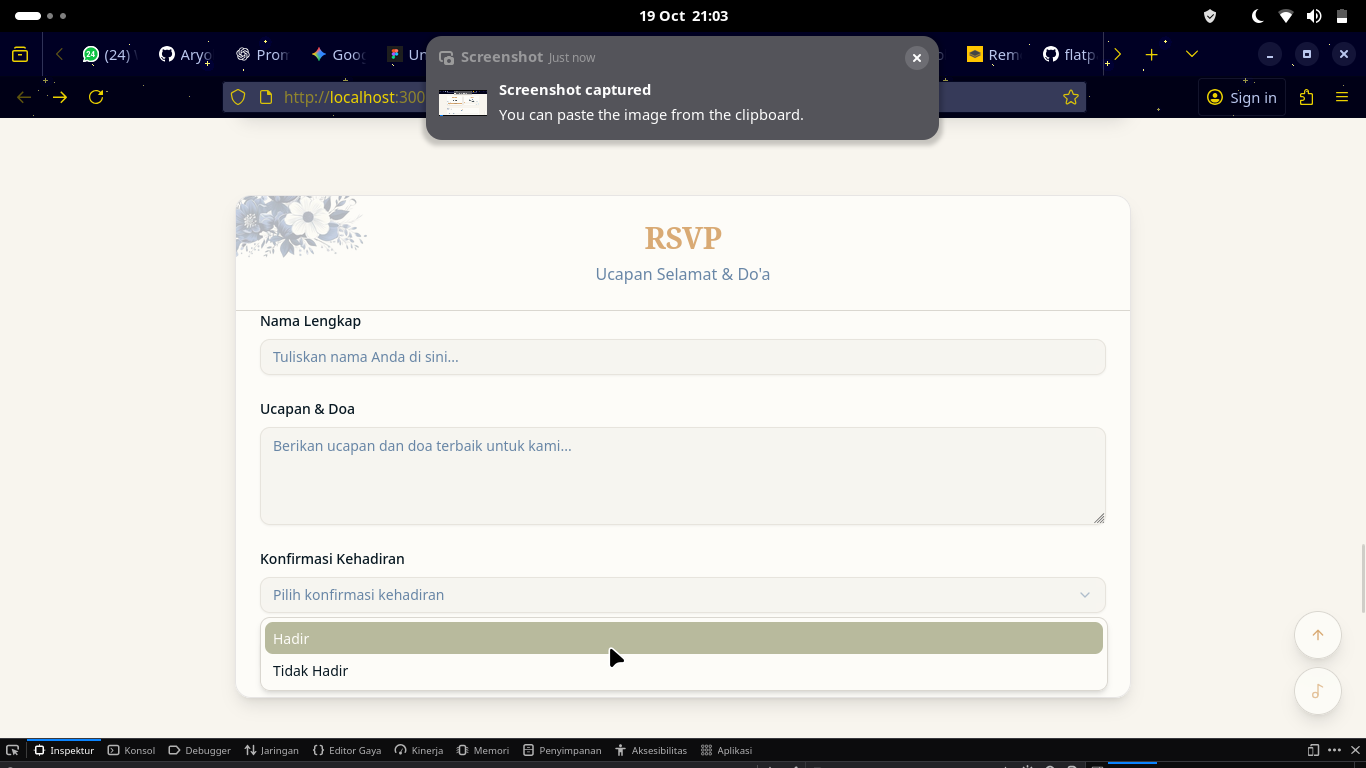 19 Oct 21:03
24 (24)
Aryo
Prom
Goog
Un
Rem
flatp
http://localhost:300
Sign in
Screenshot Just now
Screenshot captured
You can paste the image from the clipboard.
RSVP
Ucapan Selamat & Do'a
Nama Lengkap
Tuliskan nama Anda di sini...
Ucapan & Doa
Berikan ucapan dan doa terbaik untuk kami...
Konfirmasi Kehadiran
Pilih konfirmasi kehadiran
Hadir
Tidak Hadir
Inspektur
Konsol
Debugger
Jaringan
Editor Gaya
Kinerja
Memori
Penyimpanan
Aksesibilitas
Aplikasi